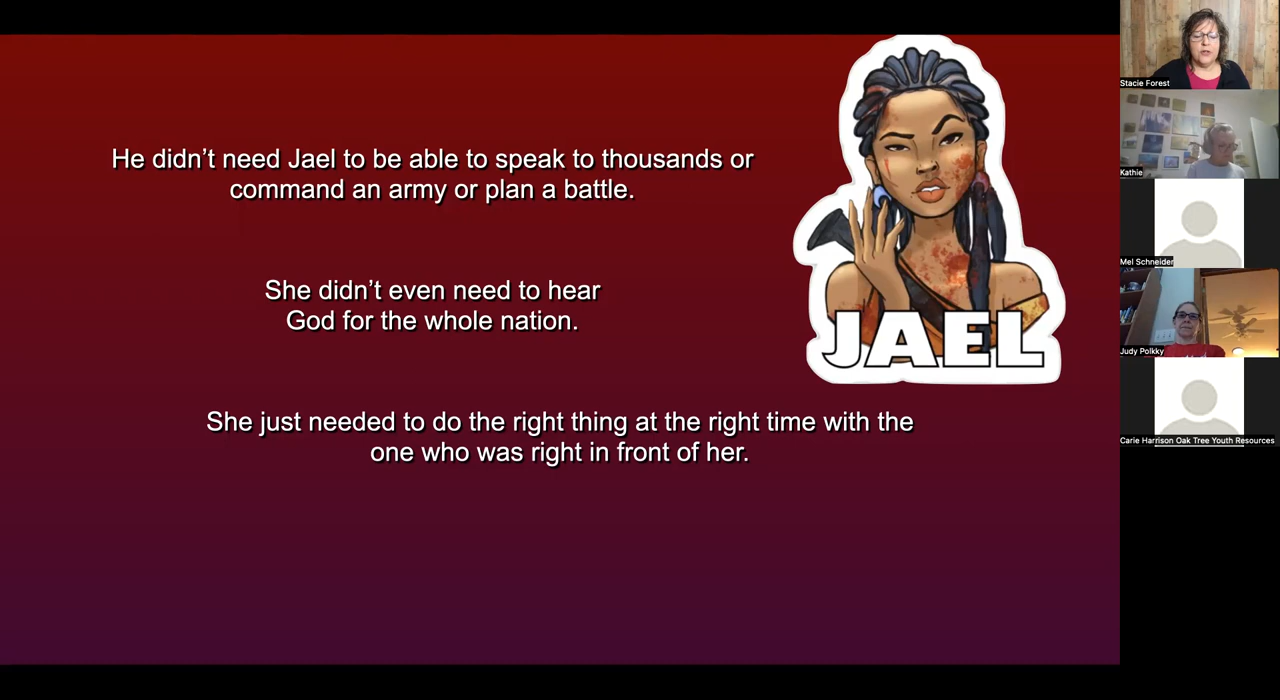 He didn’t need Jael to be able to speak to thousands or
command an army or plan a battle.
She didn’t even need to hear
God for the whole nation.
She just needed to do the right thing at the right time with the
one who was right in front of her.
JAEL
Stacie Forest
Kathie
Mel Schneider
Judy Polkky
Carie Harrison Oak Tree Youth Resources